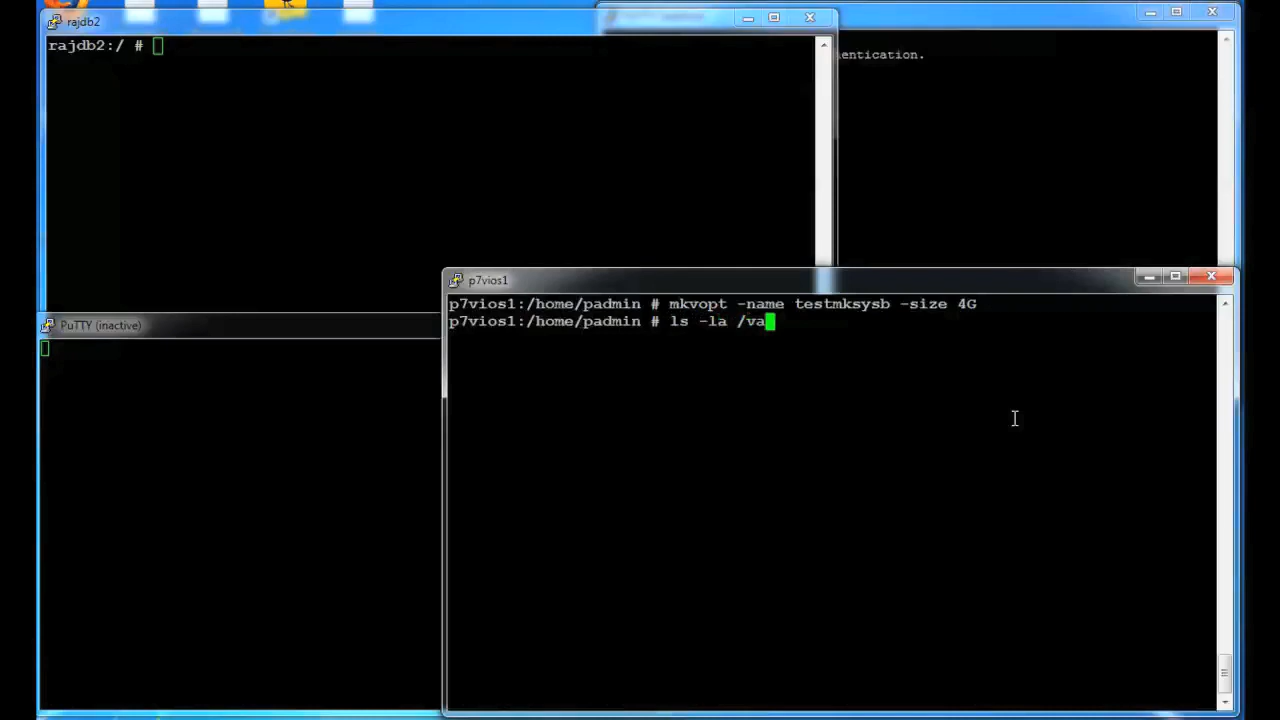 rajdb2
rajdb2:/ #
entication.
p7vios1
p7vios1:/home/padmin # mkvopt -name testmksysb -size 4G
p7vios1:/home/padmin # ls -la /va
PuTTY (inactive)